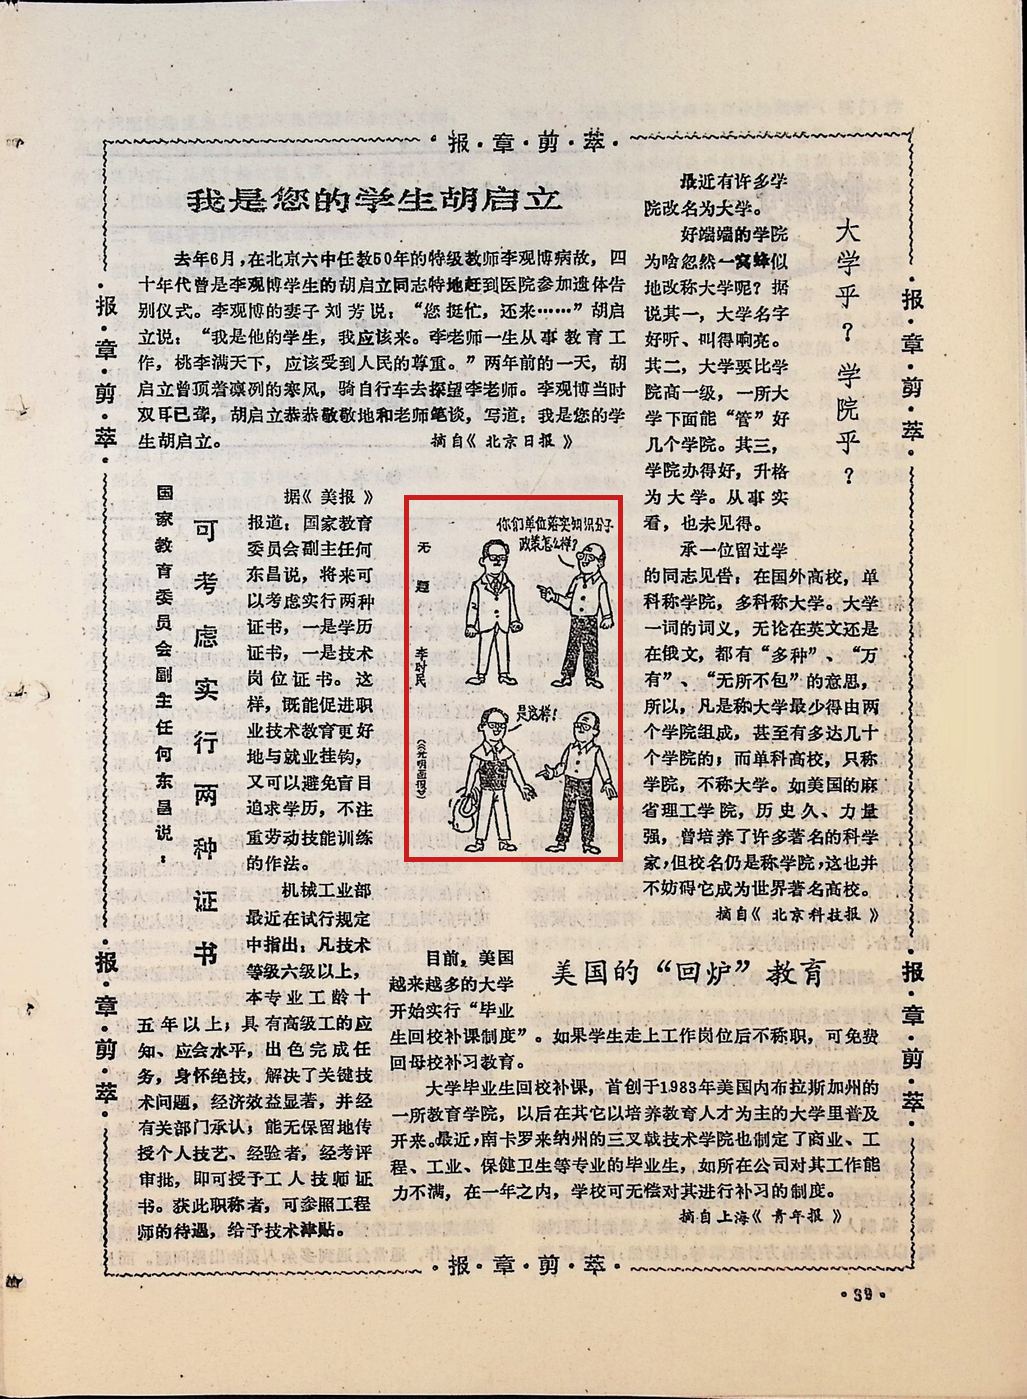 ·报·章·剪·萃·
我是您的学生胡启立
去年6月,在北京六中任教50年的特级教师李观博病故,四
十年代曾是李观博学生的胡启立同志特地赶到医院参加遗体告
别仪式。李观博的妻子刘芳说:“您挺忙,还来……”胡启
立说:“我是他的学生,我应该来。李老师一生从事教育工
作,桃李满天下,应该受到人民的尊重。”两年前的一天,胡
启立曾顶着凛冽的寒风,骑自行车去探望李老师。李观博当时
双耳已聋,胡启立恭恭敬敬地和老师笔谈,写道:我是您的学
生胡启立。
摘自《北京日报》
大学乎?学院乎?
最近有许多学
院改名为大学。
好端端的学院
为啥忽然一窝蜂似
地改称大学呢?据
说其一,大学名字
好听、叫得响亮。
其二,大学要比学
院高一级,一所大
学下面能“管”好
几个学院。其三,
学院办得好,升格
为大学。从事实
看,也未见得。
承一位留过学
的同志见告:在国外高校,单
科称学院,多科称大学。大学
一词的词义,无论在英文还是
在俄文,都有“多种”、“万
有”、“无所不包”的意思,
所以,凡是称大学最少得由两
个学院组成,甚至有多达几十
个学院的;而单科高校,只称
学院,不称大学。如美国的麻
省理工学院,历史久、力量
强,曾培养了许多著名的科学
家,但校名仍是称学院,这也并
不妨碍它成为世界著名高校。
摘自《北京科技报》
国家教育委员会副主任何东昌说:
可考虑实行两种证书
据《美报》
报道:国家教育
委员会副主任何
东昌说,将来可
以考虑实行两种
证书,一是学历
证书,一是技术
岗位证书。这
样,既能促进职
业技术教育更好
地与就业挂钩,
又可以避免盲目
追求学历,不注
重劳动技能训练
的作法。
机械工业部
最近在试行规定
中指出:凡技术
等级六级以上,
本专业工龄十
五年以上;具有高级工的应
知、应会水平,出色完成任
务,身怀绝技,解决了关键技
术问题,经济效益显著,并经
有关部门承认;能无保留地传
授个人技艺、经验者,经考评
审批,即可授予工人技师证
书。获此职称者,可参照工程
师的待遇,给予技术津贴。
无题
李时民
你们单位落实知识分子
政策怎么样?
是这样!
美国的“回炉”教育
目前,美国
越来越多的大学
开始实行“毕业
生回校补课制度”。如果学生走上工作岗位后不称职,可免费
回母校补习教育。
大学毕业生回校补课,首创于1983年美国内布拉斯加州的
一所教育学院,以后在其它以培养教育人才为主的大学里普及
开来。最近,南卡罗来纳州的三叉戟技术学院也制定了商业、工
程、工业、保健卫生等专业的毕业生,如所在公司对其工作能
力不满,在一年之内,学校可无偿对其进行补习的制度。
摘自上海《青年报》
·报·章·剪·萃·
·报·章·剪·萃·
·报·章·剪·萃·
·报·章·剪·萃·
·报·章·剪·萃·
·39·